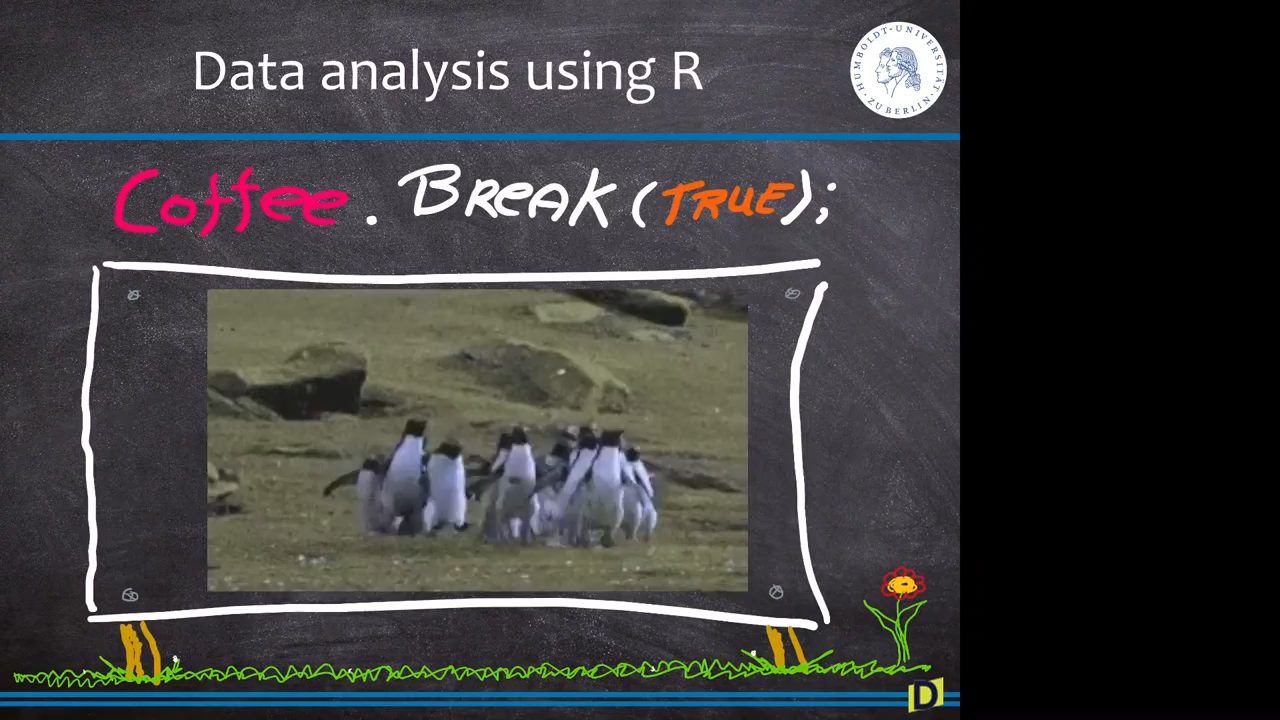 Data analysis using R
HUMBOLDT-UNIVERSITÄT
ZU BERLIN
Coffee. BREAK (TRUE);
D